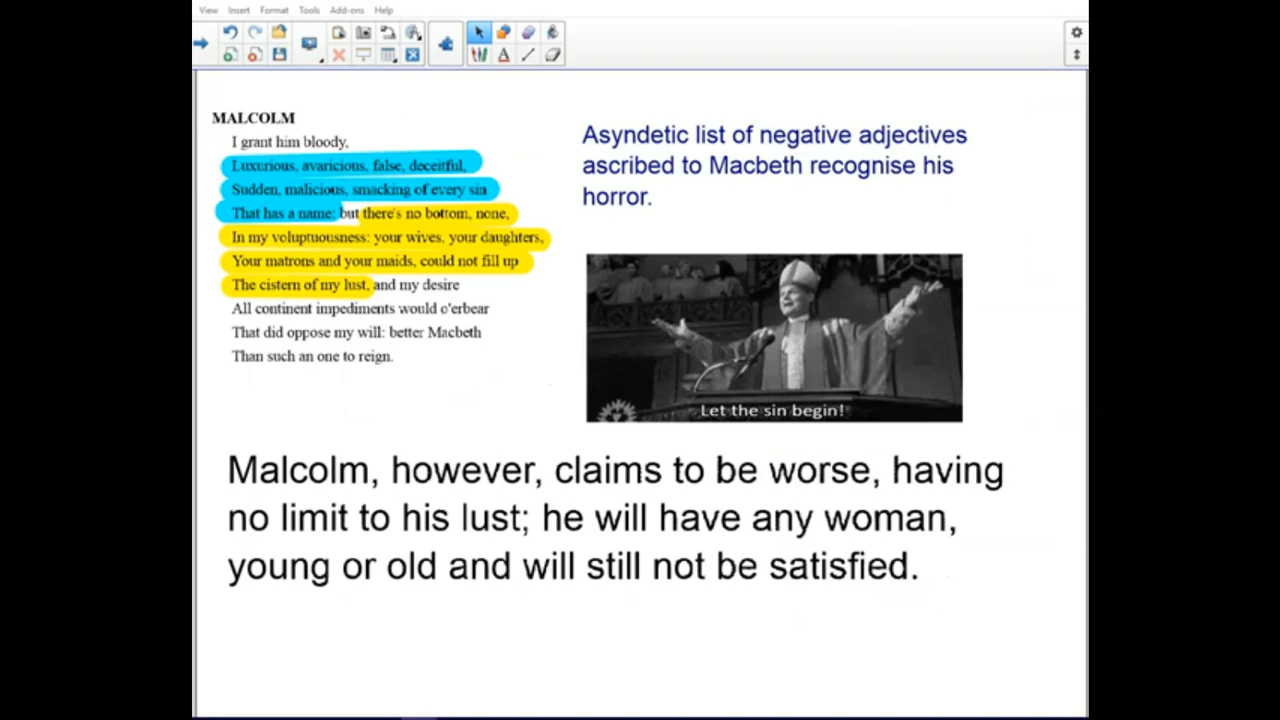 View Insert Format Tools Add-ons Help
MALCOLM
I grant him bloody,
Luxurious, avaricious, false, deceitful,
Sudden, malicious, smacking of every sin
That has a name: but there's no bottom, none,
In my voluptuousness: your wives, your daughters,
Your matrons and your maids, could not fill up
The cistern of my lust, and my desire
All continent impediments would o'erbear
That did oppose my will: better Macbeth
Than such an one to reign.
Asyndetic list of negative adjectives
ascribed to Macbeth recognise his
horror.
Let the sin begin!
Malcolm, however, claims to be worse, having
no limit to his lust; he will have any woman,
young or old and will still not be satisfied.